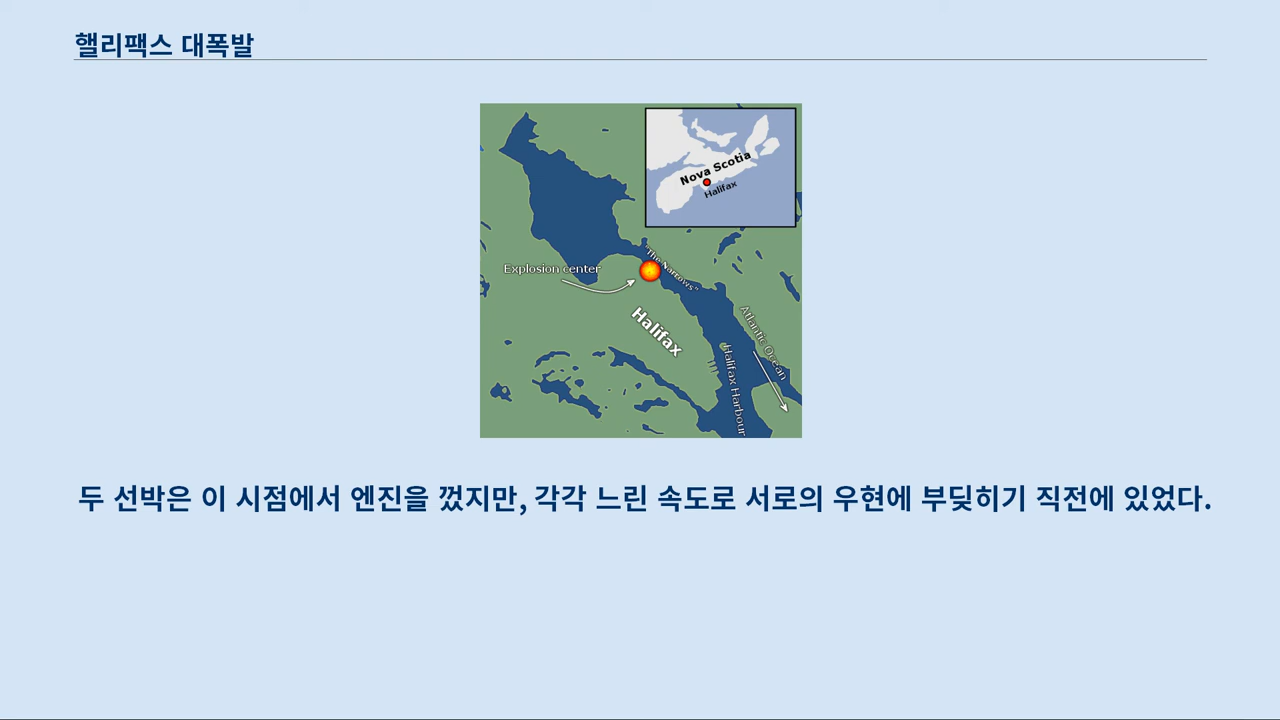 핼리팩스 대폭발
Nova Scotia
Halifax
"The Narrows"
Explosion center
Halifax
Atlantic Ocean
Halifax Harbour
두 선박은 이 시점에서 엔진을 껐지만, 각각 느린 속도로 서로의 우현에 부딪히기 직전에 있었다.